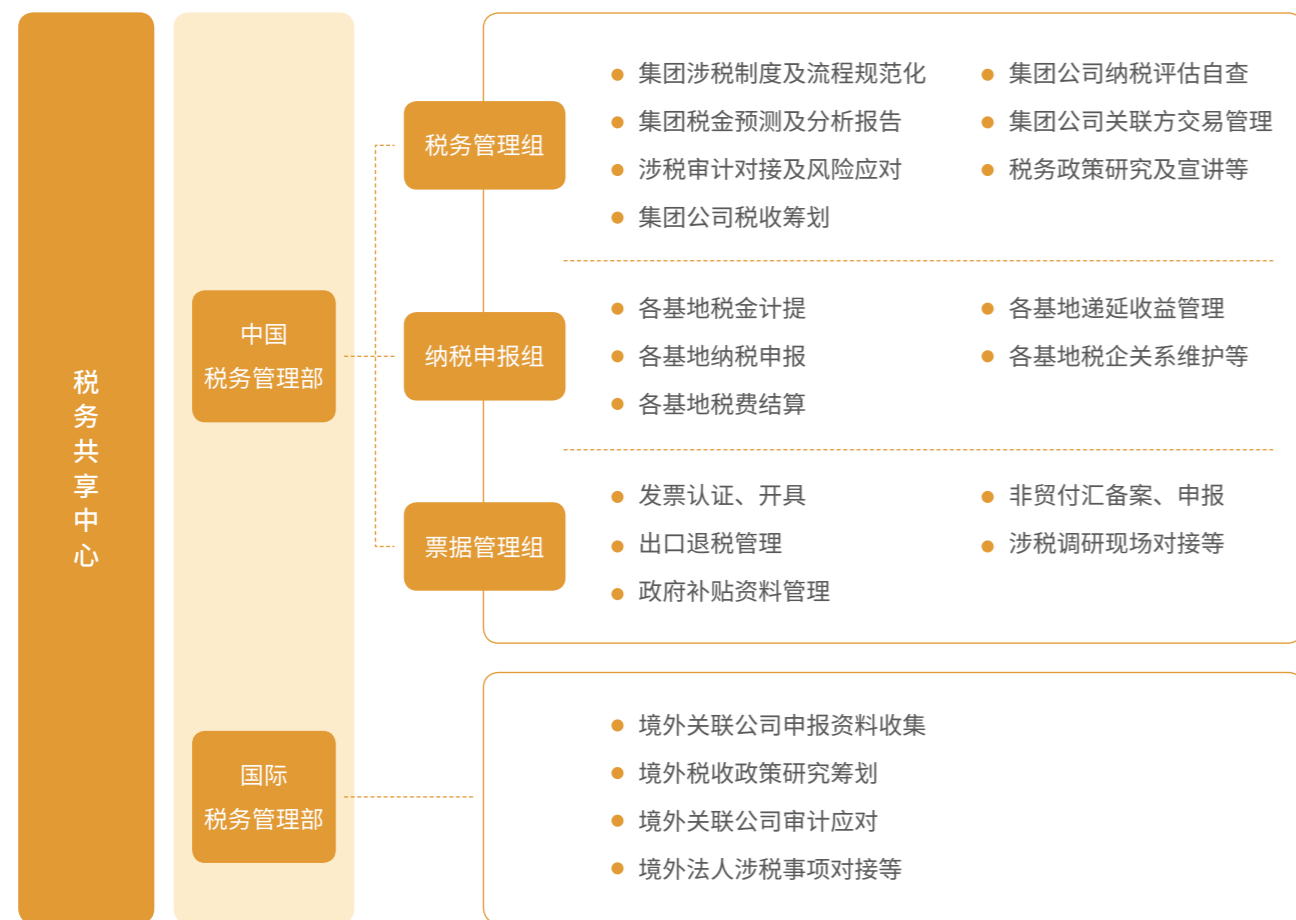 税务共享中心
中国
税务管理部
税务管理组
集团涉税制度及流程规范化
集团税金预测及分析报告
涉税审计对接及风险应对
集团公司税收筹划
集团公司纳税评估自查
集团公司关联方交易管理
税务政策研究及宣讲等
纳税申报组
各基地税金计提
各基地纳税申报
各基地税费结算
各基地递延收益管理
各基地税企关系维护等
票据管理组
发票认证、开具
出口退税管理
政府补贴资料管理
非贸付汇备案、申报
涉税调研现场对接等
国际
税务管理部
境外关联公司申报资料收集
境外税收政策研究筹划
境外关联公司审计应对
境外法人涉税事项对接等